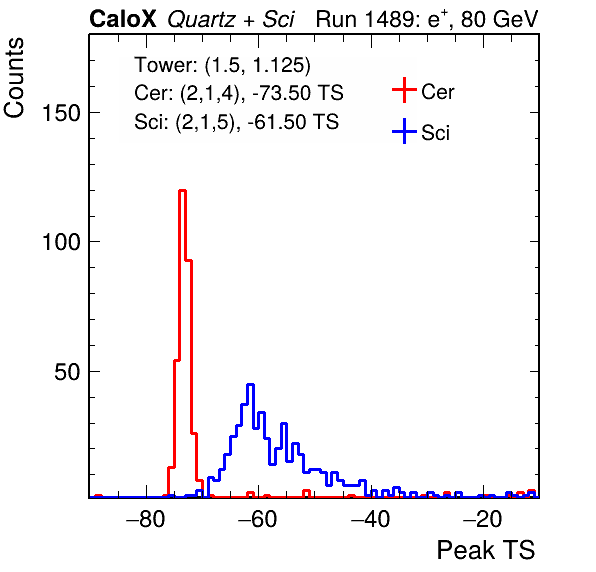 CaloX Quartz + Sci Run 1489: e+, 80 GeV
Counts
Tower: (1.5, 1.125)
Cer: (2,1,4), -73.50 TS
Sci: (2,1,5), -61.50 TS
Cer
Sci
150
100
50
−80 −60 −40 −20
Peak TS